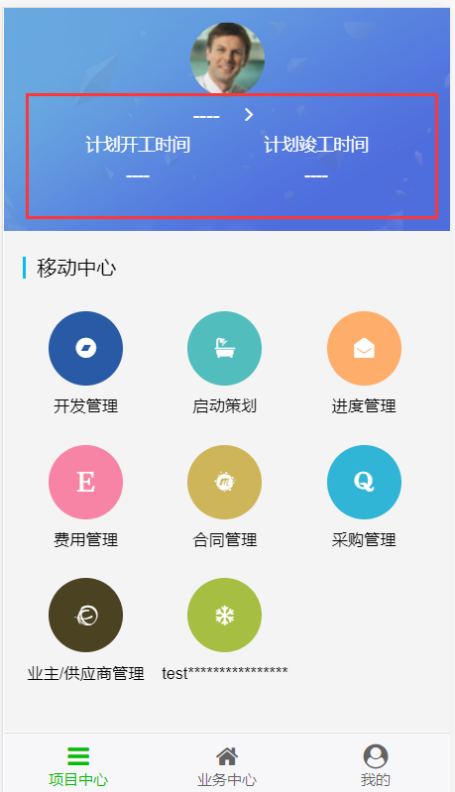 ---- >
计划开工时间 计划竣工时间
---- ----
移动中心
开发管理 启动策划 进度管理
E Q
费用管理 合同管理 采购管理
业主/供应商管理 test****************
项目中心 业务中心 我的